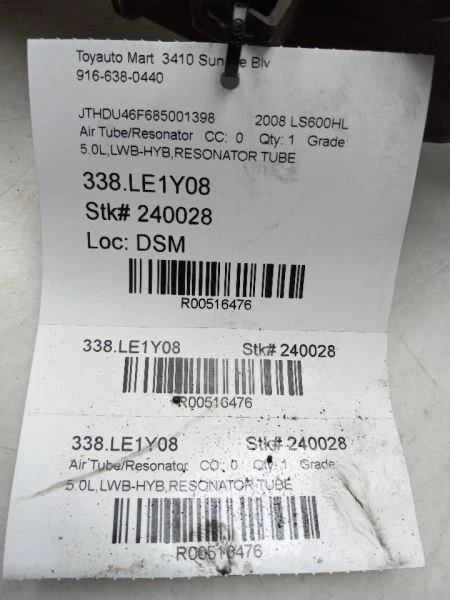 Toyauto Mart 3410 Blv
916-638-0440
JTHDU46F685001398 2008 LS600HL
Air Tube/Resonator CC: 0 Qty: 1 Grade:
5.0L,LWB-HYB,RESONATOR TUBE
338.LE1Y08
Stk# 240028
Loc: DSM
R00516476
338.LE1Y08 Stk# 240028
R00516476
338.LE1Y08 Stk# 240028
Air Tube/Resonator CC: 0 Qty: 1 Grade:
5.0L,LWB-HYB,RESONATOR TUBE
R00516476